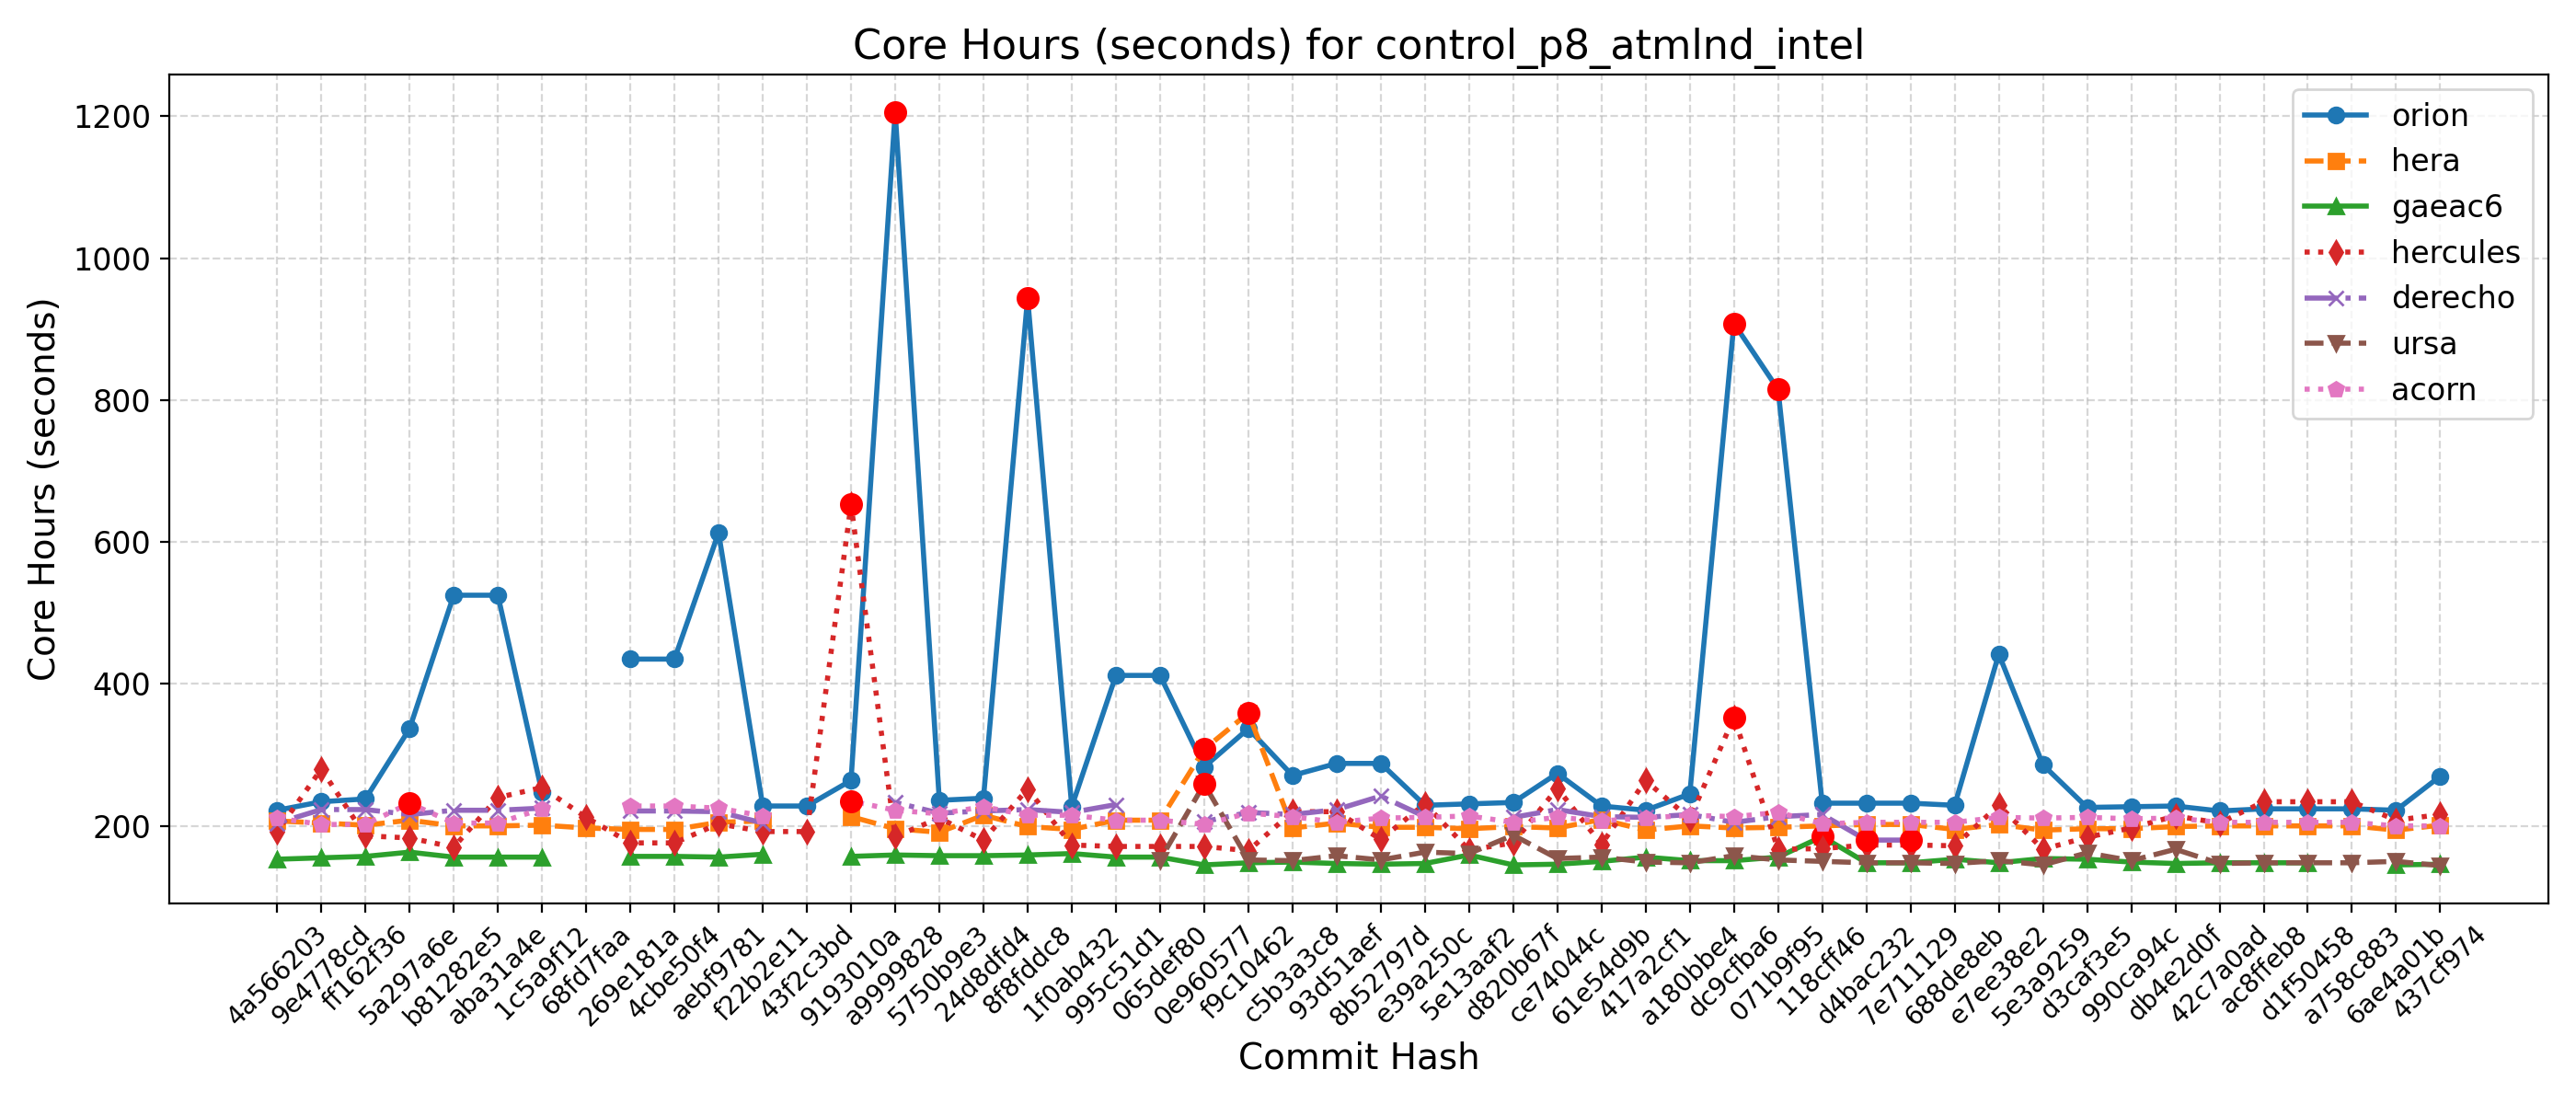 Core Hours (seconds) for control_p8_atmlnd_intel
Core Hours (seconds)
1200
1000
800
600
400
200
orion
hera
gaeac6
hercules
derecho
ursa
acorn
4a566203
9e4778cd
ff162f36
5a297a6e
b81282e5
aba31a4e
1c5a9f12
68fd7faa
269e181a
4cbe50f4
aebf9781
f22b2e11
43f2c3bd
9193010a
a9999828
5750b9e3
24d8dfd4
8f8fddc8
1f0ab432
995c51d1
065def80
0e960577
f9c10462
c5b3a3c8
93d51aef
8b52797d
e39a250c
5e13aaf2
d820b67f
ce74044c
61e54d9b
417a2cf1
a180bbe4
dc9cfba6
071b9f95
118cff46
d4bac232
7e711129
688de8eb
e7ee38e2
5e3a9259
d3caf3e5
990ca94c
db4e2d0f
42c7a0ad
ac8ffeb8
d1f50458
a758c883
6ae4a01b
437cf974
Commit Hash